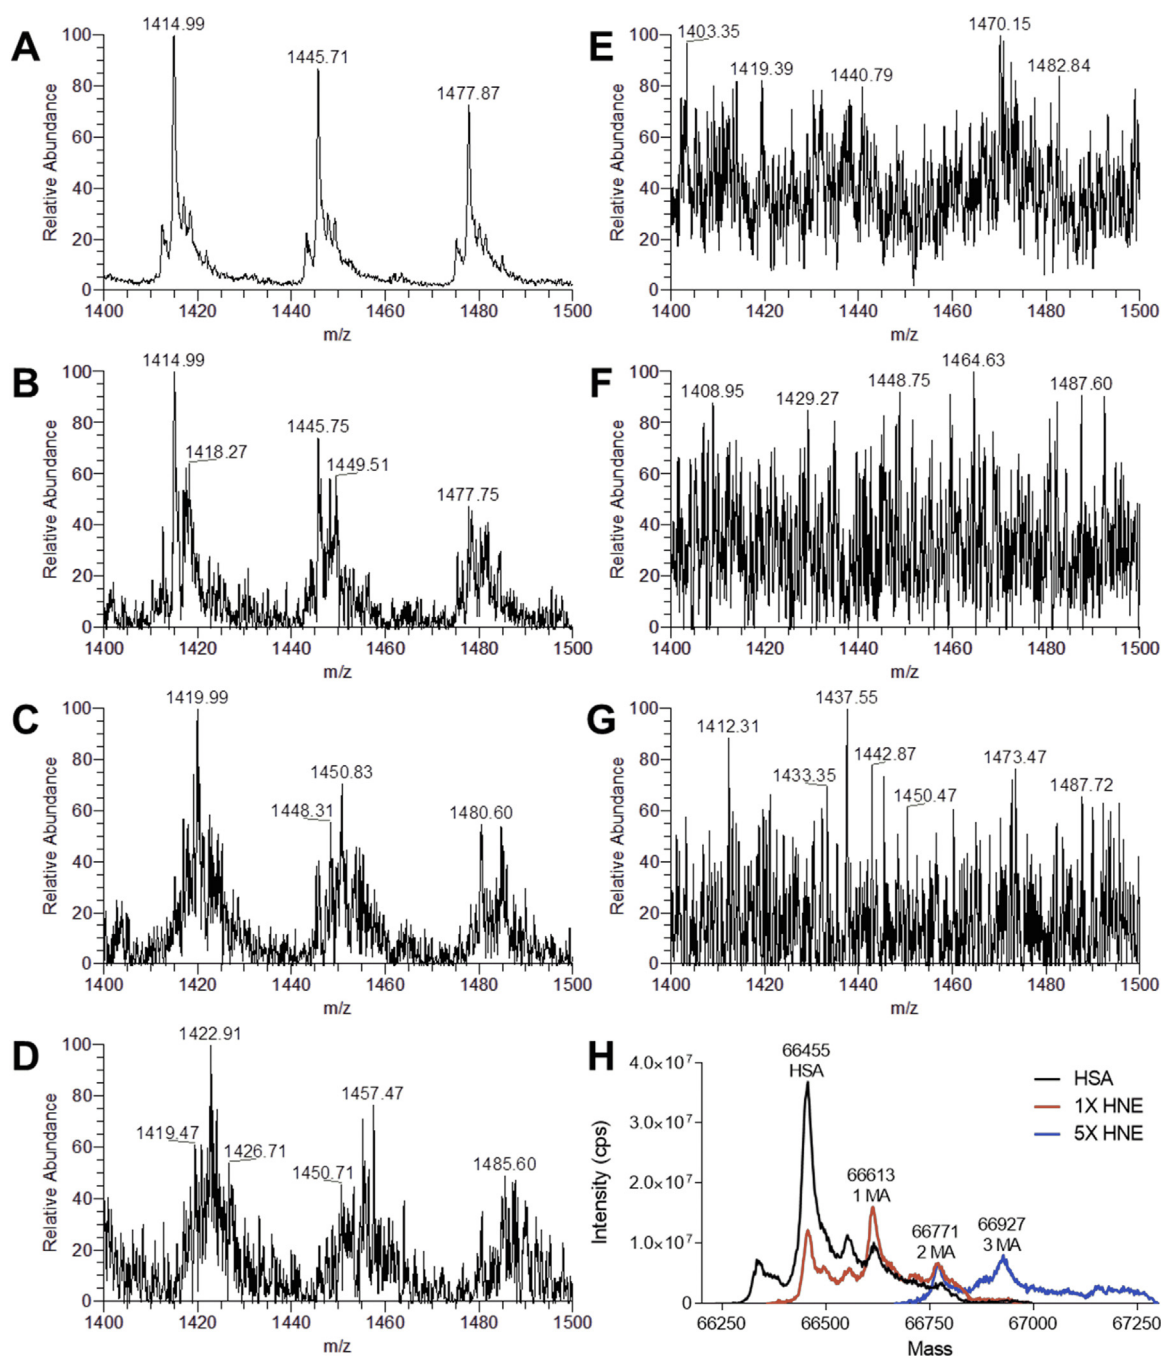 A
1414.99
1445.71
1477.87
Relative Abundance
100
80
60
40
20
0
1400 1420 1440 1460 1480 1500
m/z
B
1414.99
1418.27
1445.75
1449.51
1477.75
Relative Abundance
100
80
60
40
20
0
1400 1420 1440 1460 1480 1500
m/z
C
1419.99
1448.31
1450.83
1480.60
Relative Abundance
100
80
60
40
20
0
1400 1420 1440 1460 1480 1500
m/z
D
1422.91
1419.47
1426.71
1450.71
1457.47
1485.60
Relative Abundance
100
80
60
40
20
0
1400 1420 1440 1460 1480 1500
m/z
E
1403.35
1419.39
1440.79
1470.15
1482.84
Relative Abundance
100
80
60
40
20
0
1400 1420 1440 1460 1480 1500
m/z
F
1408.95
1429.27
1448.75
1464.63
1487.60
Relative Abundance
100
80
60
40
20
0
1400 1420 1440 1460 1480 1500
m/z
G
1412.31
1433.35
1437.55
1442.87
1450.47
1473.47
1487.72
Relative Abundance
100
80
60
40
20
0
1400 1420 1440 1460 1480 1500
m/z
H
66455
HSA
66613
1 MA
66771
2 MA
66927
3 MA
HSA
1X HNE
5X HNE
Intensity (cps)
4.0×10⁷
3.0×10⁷
2.0×10⁷
1.0×10⁷
0
66250 66500 66750 67000 67250
Mass